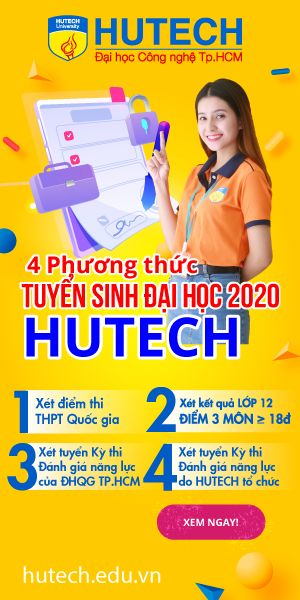 HUTECH
University
HUTECH
Đại học Công nghệ Tp.HCM
4 Phương thức
TUYỂN SINH ĐẠI HỌC 2020
HUTECH
1 Xét điểm thi
THPT Quốc gia
2 Xét kết quả LỚP 12
ĐIỂM 3 MÔN ≥ 18đ
3 Xét tuyển Kỳ thi
Đánh giá năng lực
của ĐHQG TP.HCM
4 Xét tuyển Kỳ thi
Đánh giá năng lực
do HUTECH tổ chức
XEM NGAY!
hutech.edu.vn